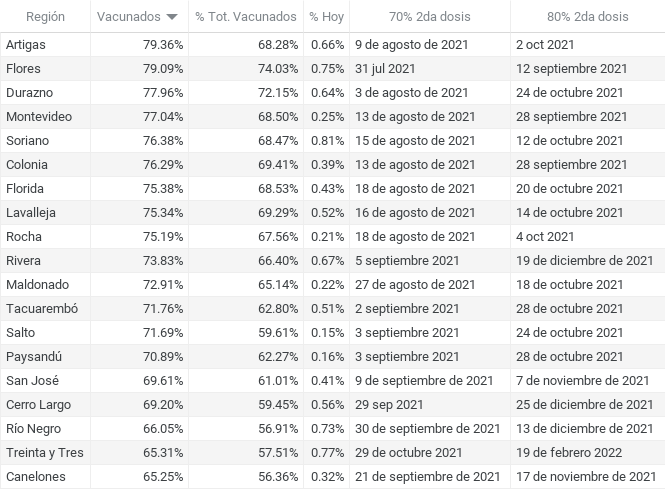 Región Vacunados % Tot. Vacunados % Hoy 70% 2da dosis 80% 2da dosis
Artigas 79.36% 68.28% 0.66% 9 de agosto de 2021 2 oct 2021
Flores 79.09% 74.03% 0.75% 31 jul 2021 12 septiembre 2021
Durazno 77.96% 72.15% 0.64% 3 de agosto de 2021 24 de octubre 2021
Montevideo 77.04% 68.50% 0.25% 13 de agosto de 2021 28 septiembre 2021
Soriano 76.38% 68.47% 0.81% 15 de agosto de 2021 12 de octubre 2021
Colonia 76.29% 69.41% 0.39% 13 de agosto de 2021 28 septiembre 2021
Florida 75.38% 68.53% 0.43% 18 de agosto de 2021 20 de octubre 2021
Lavalleja 75.34% 69.29% 0.52% 16 de agosto de 2021 14 de octubre 2021
Rocha 75.19% 67.56% 0.21% 18 de agosto de 2021 4 oct 2021
Rivera 73.83% 66.40% 0.67% 5 septiembre 2021 19 de diciembre de 2021
Maldonado 72.91% 65.14% 0.22% 27 de agosto de 2021 18 de octubre 2021
Tacuarembó 71.76% 62.80% 0.51% 2 septiembre 2021 28 de octubre 2021
Salto 71.69% 59.61% 0.15% 3 septiembre 2021 24 de octubre 2021
Paysandú 70.89% 62.27% 0.16% 3 septiembre 2021 28 de octubre 2021
San José 69.61% 61.01% 0.41% 9 de septiembre de 2021 7 de noviembre de 2021
Cerro Largo 69.20% 59.45% 0.56% 29 sep 2021 25 de diciembre de 2021
Río Negro 66.05% 56.91% 0.73% 30 de septiembre de 2021 13 de diciembre de 2021
Treinta y Tres 65.31% 57.51% 0.77% 29 de octubre 2021 19 de febrero 2022
Canelones 65.25% 56.36% 0.32% 21 de septiembre de 2021 17 de noviembre de 2021